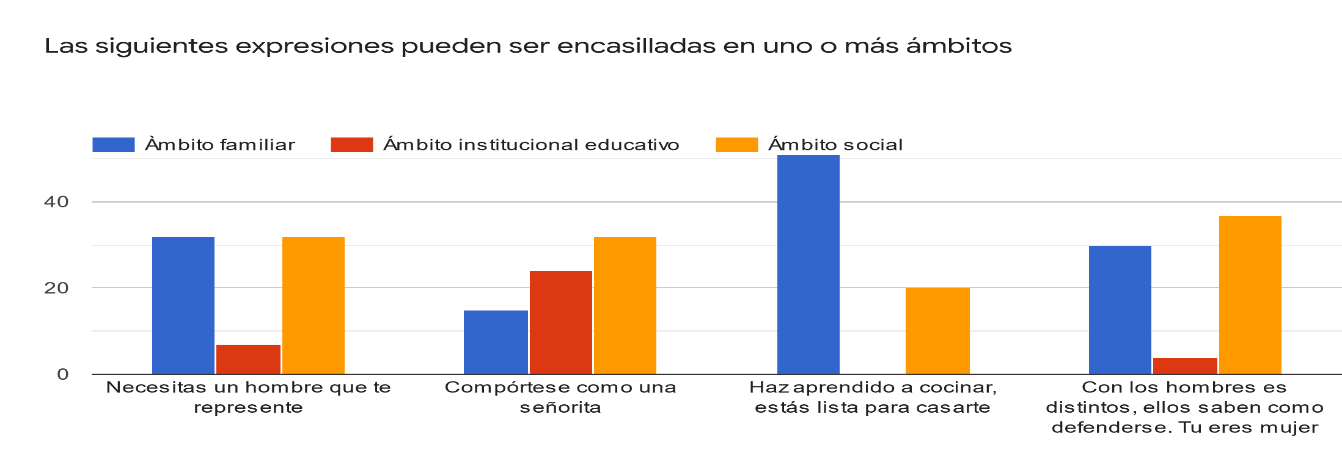 Las siguientes expresiones pueden ser encasilladas en uno o más ámbitos
Àmbito familiar
Ámbito institucional educativo
Ámbito social
40
20
0
Necesitas un hombre que te
represente
Compórtese como una
señorita
Haz aprendido a cocinar,
estás lista para casarte
Con los hombres es
distintos, ellos saben como
defenderse. Tu eres mujer